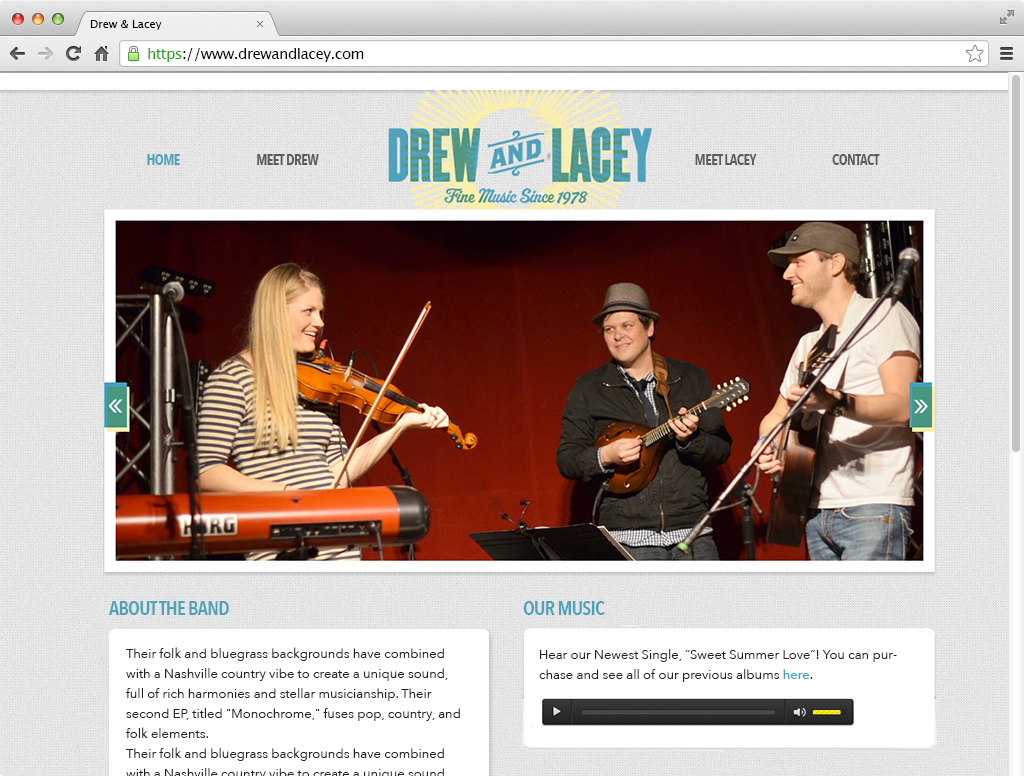 Drew & Lacey
https://www.drewandlacey.com
HOME
MEET DREW
DREW AND LACEY
Fine Music Since 1978
MEET LACEY
CONTACT
KORG
ABOUT THE BAND
Their folk and bluegrass backgrounds have combined
with a Nashville country vibe to create a unique sound,
full of rich harmonies and stellar musicianship. Their
second EP, titled "Monochrome," fuses pop, country, and
folk elements.
Their folk and bluegrass backgrounds have combined
with a Nashville country vibe to create a unique sound,
OUR MUSIC
Hear our Newest Single, "Sweet Summer Love"! You can pur-
chase and see all of our previous albums here.